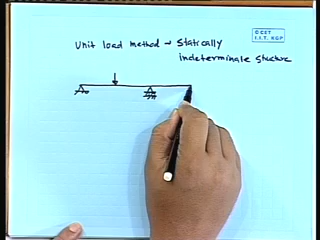 Unit load method → Statically
indeterminate structure
© CET
I.I.T. KGP